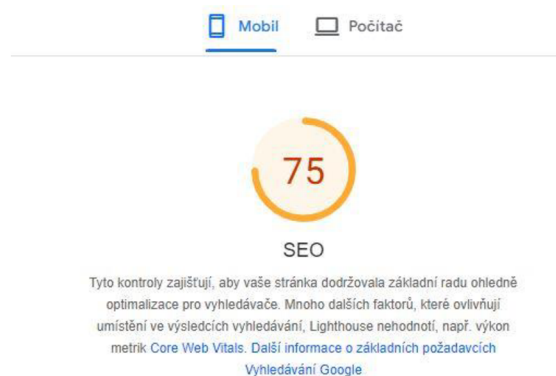 Mobil Počítač
75
SEO
Tyto kontroly zajišťují, aby vaše stránka dodržovala základní radu ohledně
optimalizace pro vyhledávače. Mnoho dalších faktorů, které ovlivňují
umístění ve výsledcích vyhledávání, Lighthouse nehodnotí, např. výkon
metrik Core Web Vitals. Další informace o základních požadavcích
Vyhledávání Google